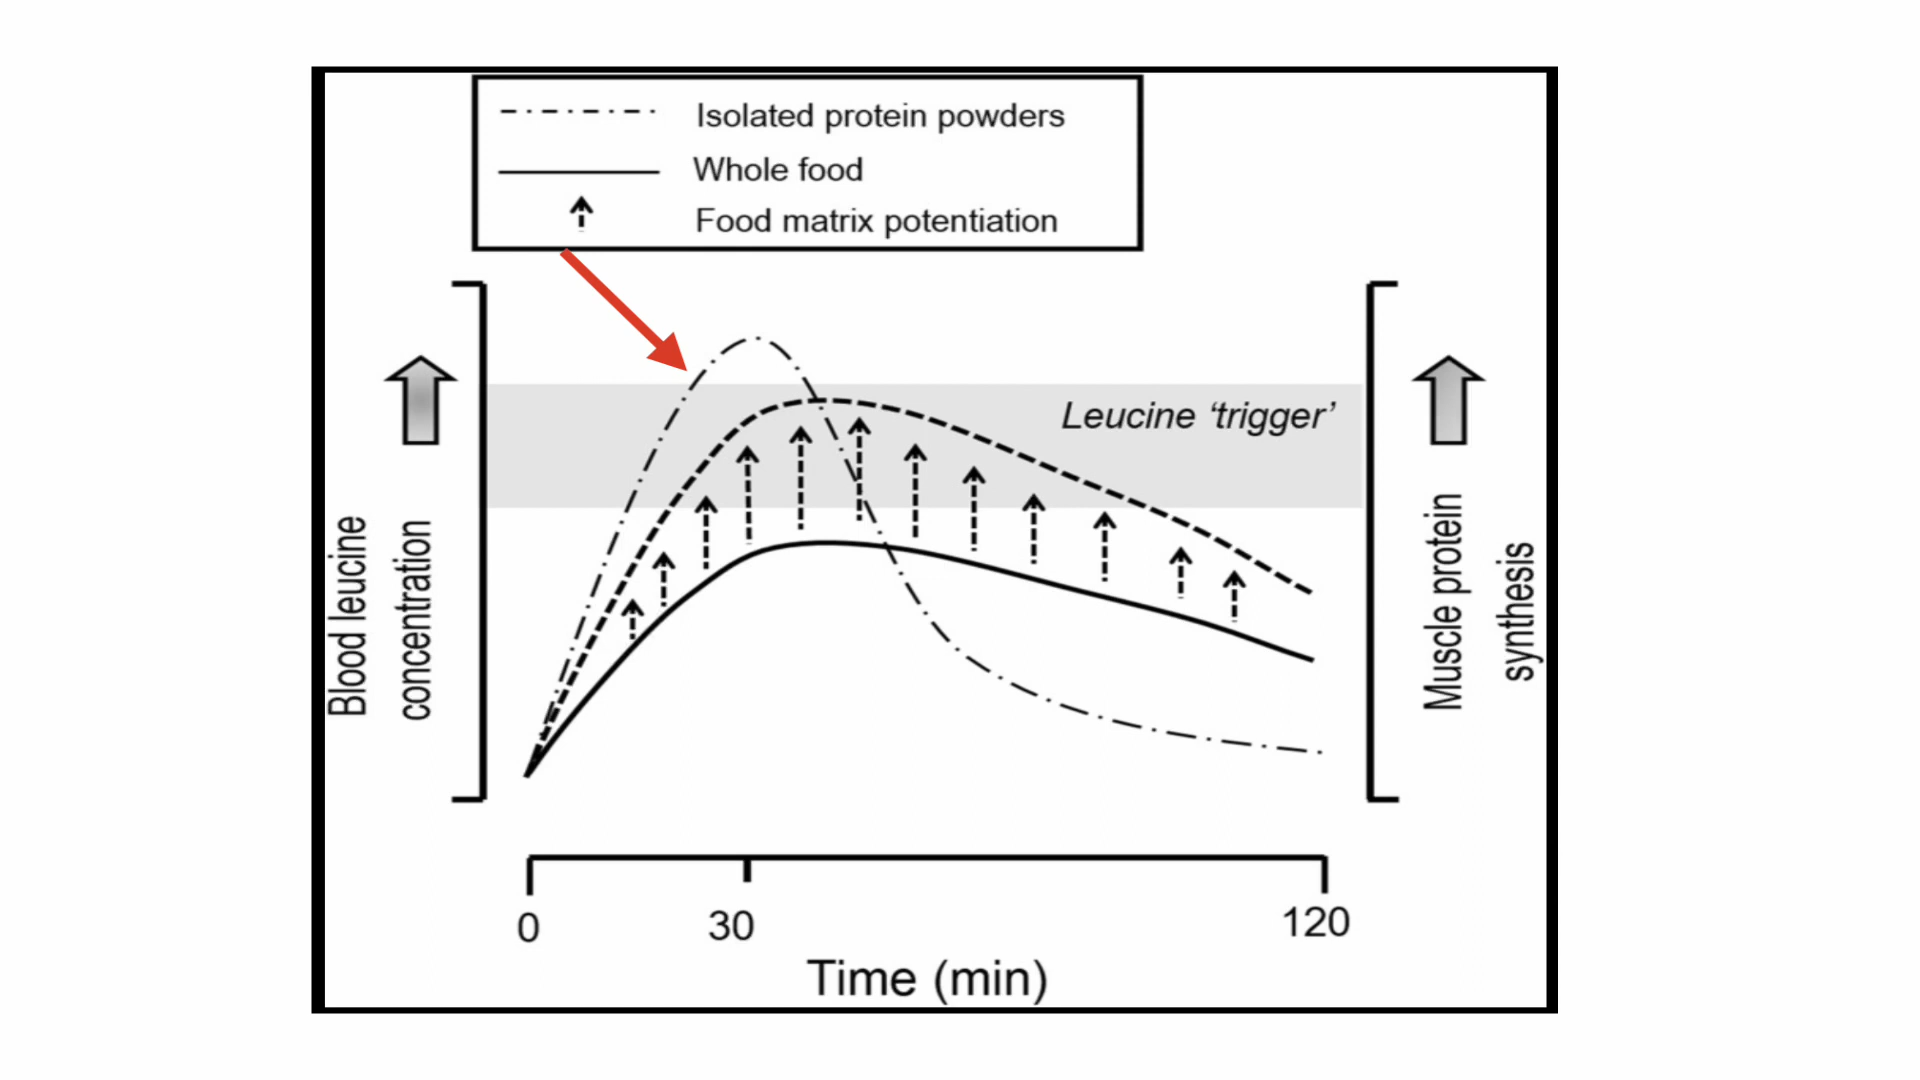 Isolated protein powders
Whole food
Food matrix potentiation
Leucine ‘trigger’
Blood leucine
concentration
Muscle protein
synthesis
0
30
120
Time (min)